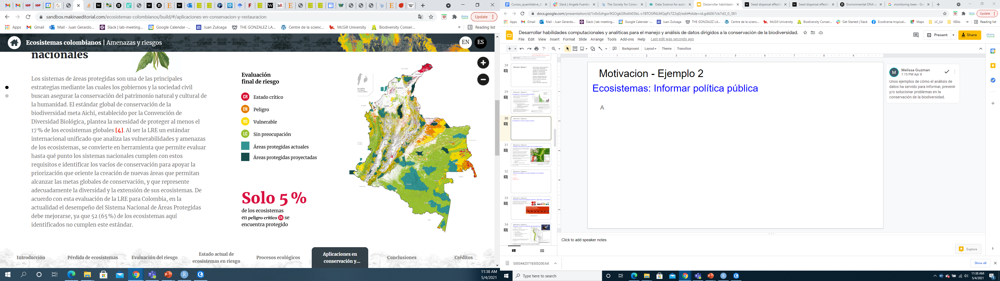 sandbox.makinaeditorial.com/ecosistemas-colombianos/build/#/aplicaciones-en-conservacion-y-restauracion
Update
Apps
Gmail
Mail - Juan Gerardo...
Slack | lab-meeting...
Google Calendar -...
Juan Zuloaga
THE GONZALEZ LA...
Centre de la scienc...
McGill University
Biodiversity Conser...
»
Reading list
Ecosistemas colombianos | Amenazas y riesgos
EN
ES
nacionales
Los sistemas de áreas protegidas son una de las principales
estrategias mediante las cuales los gobiernos y la sociedad civil
buscan asegurar la conservación del patrimonio natural y cultural de
la humanidad. El estándar global de conservación de la
biodiversidad meta Aichi, establecido por la Convención de
Diversidad Biológica, plantea la necesidad de proteger al menos el
17 % de los ecosistemas globales [4]. Al ser la LRE un estándar
internacional unificado que analiza las vulnerabilidades y amenazas
de los ecosistemas, se convierte en herramienta que permite evaluar
hasta qué punto los sistemas nacionales cumplen con estos
requisitos e identificar los vacíos de conservación para apoyar la
priorización que oriente la creación de nuevas áreas que permitan
alcanzar las metas globales de conservación, y que represente
adecuadamente la diversidad y la extensión de sus ecosistemas. De
acuerdo con esta evaluación de la LRE para Colombia, en la
actualidad el desempeño del Sistema Nacional de Áreas Protegidas
debe mejorarse, ya que 52 (65 %) de los ecosistemas aquí
identificados no cumplen este estándar.
Evaluación
final de riesgo
CR Estado crítico
EN Peligro
VU Vulnerable
LC Sin preocupación
Áreas protegidas actuales
Áreas protegidas proyectadas
Solo 5 %
de los ecosistemas
en peligro crítico CR se
encuentra protegido
Introducción
Pérdida de ecosistemas
Evaluación del riesgo
Estado actual de
ecosistemas en riesgo
Procesos ecológicos
Aplicaciones en
conservación y...
Conclusiones
Créditos
11:38 AM
5/4/2021
Cursos_quantitative_th
Slack | Angela Fuentes
The Society for Conser
Data Science for ecolo
Desarrollar habilidades
Seed dispersal effectiv
Seed dispersal effectiv
Environmental DNA s
monitoring bees - Goo
docs.google.com/presentation/d/1v0x5zhgor9GOgkGRo6h03bL-v1BTOSfNLMQqPz7Z2q0/edit#slide=id.gd6067cb7d3_0_381
Update
Apps
Gmail
Mail - Juan Gerardo...
Slack | lab-meeting...
Google Calendar -...
Juan Zuloaga
THE GONZALEZ LA...
Centre de la scienc...
McGill University
Biodiversity Conser...
Get Started | Slack
Ecodiversa tropical...
Maps
LC_LU
KBAs
»
Reading list
Desarrollar habilidades computacionales y analíticas para el manejo y análisis de datos dirigidos a la conservación de la biodiversidad.
File Edit View Insert Format Slide Arrange Tools Add-ons Help Last edit was seconds ago
Present
Share
Background Layout Theme Transition
28
29
30
31
32
33
34
Motivacion - Ejemplo 2
Ecosistemas: Informar política pública
A
M
Melissa Guzman
1:15 PM Apr 8
Unos ejemplos de cómo el análisis de
datos ha servido para informar, prevenir
y/o solucionar problemas en la
conservación de la biodiversidad.
Click to add speaker notes
Explore
S0034425718305200.txt
Show all
Type here to search
11:38 AM
5/4/2021